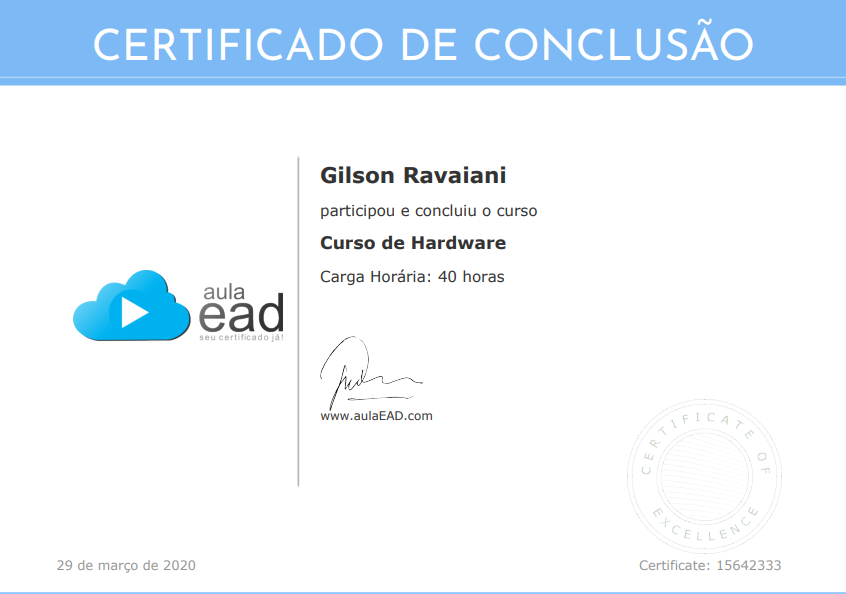 CERTIFICADO DE CONCLUSÃO
Gilson Ravaiani
participou e concluiu o curso
Curso de Hardware
Carga Horária: 40 horas
aula
ead
seu certificado já!
www.aulaEAD.com
CERTIFICATE OF
EXCELLENCE
29 de março de 2020
Certificate: 15642333